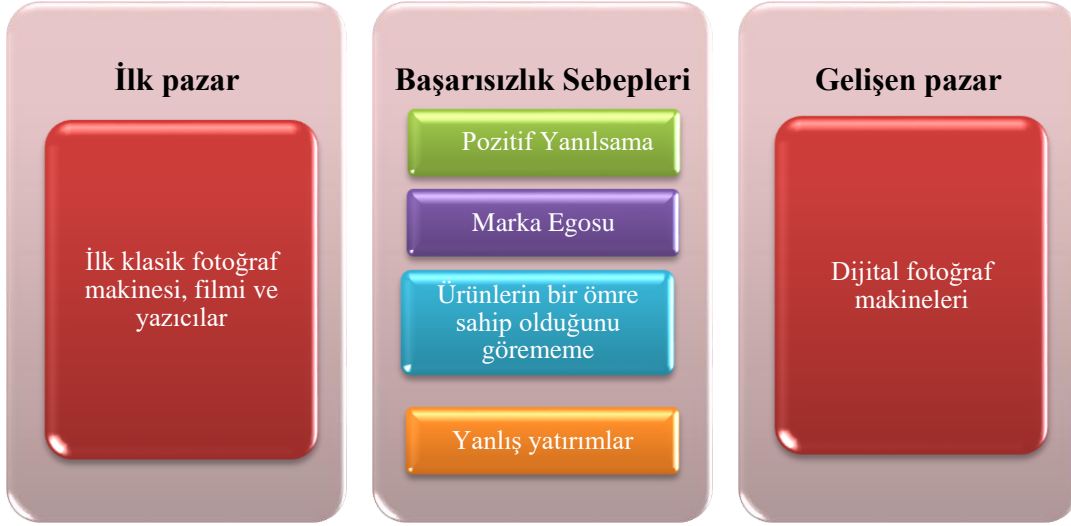 İlk pazar
İlk klasik fotoğraf
makinesi, filmi ve
yazıcılar
Başarısızlık Sebepleri
Pozitif Yanılsama
Marka Egosu
Ürünlerin bir ömre
sahip olduğunu
görememe
Yanlış yatırımlar
Gelişen pazar
Dijital fotoğraf
makineleri